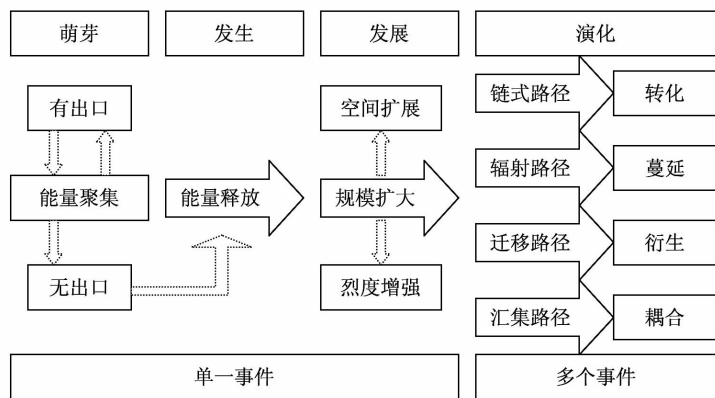 萌芽
发生
发展
演化
有出口
能量聚集
无出口
能量释放
空间扩展
规模扩大
烈度增强
链式路径
转化
辐射路径
蔓延
迁移路径
衍生
汇集路径
耦合
单一事件
多个事件